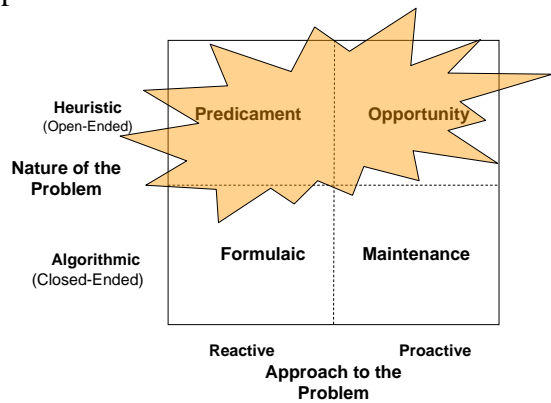 Heuristic
(Open-Ended)
Predicament
Opportunity
Nature of the
Problem
Algorithmic
(Closed-Ended)
Formulaic
Maintenance
Reactive
Proactive
Approach to the
Problem